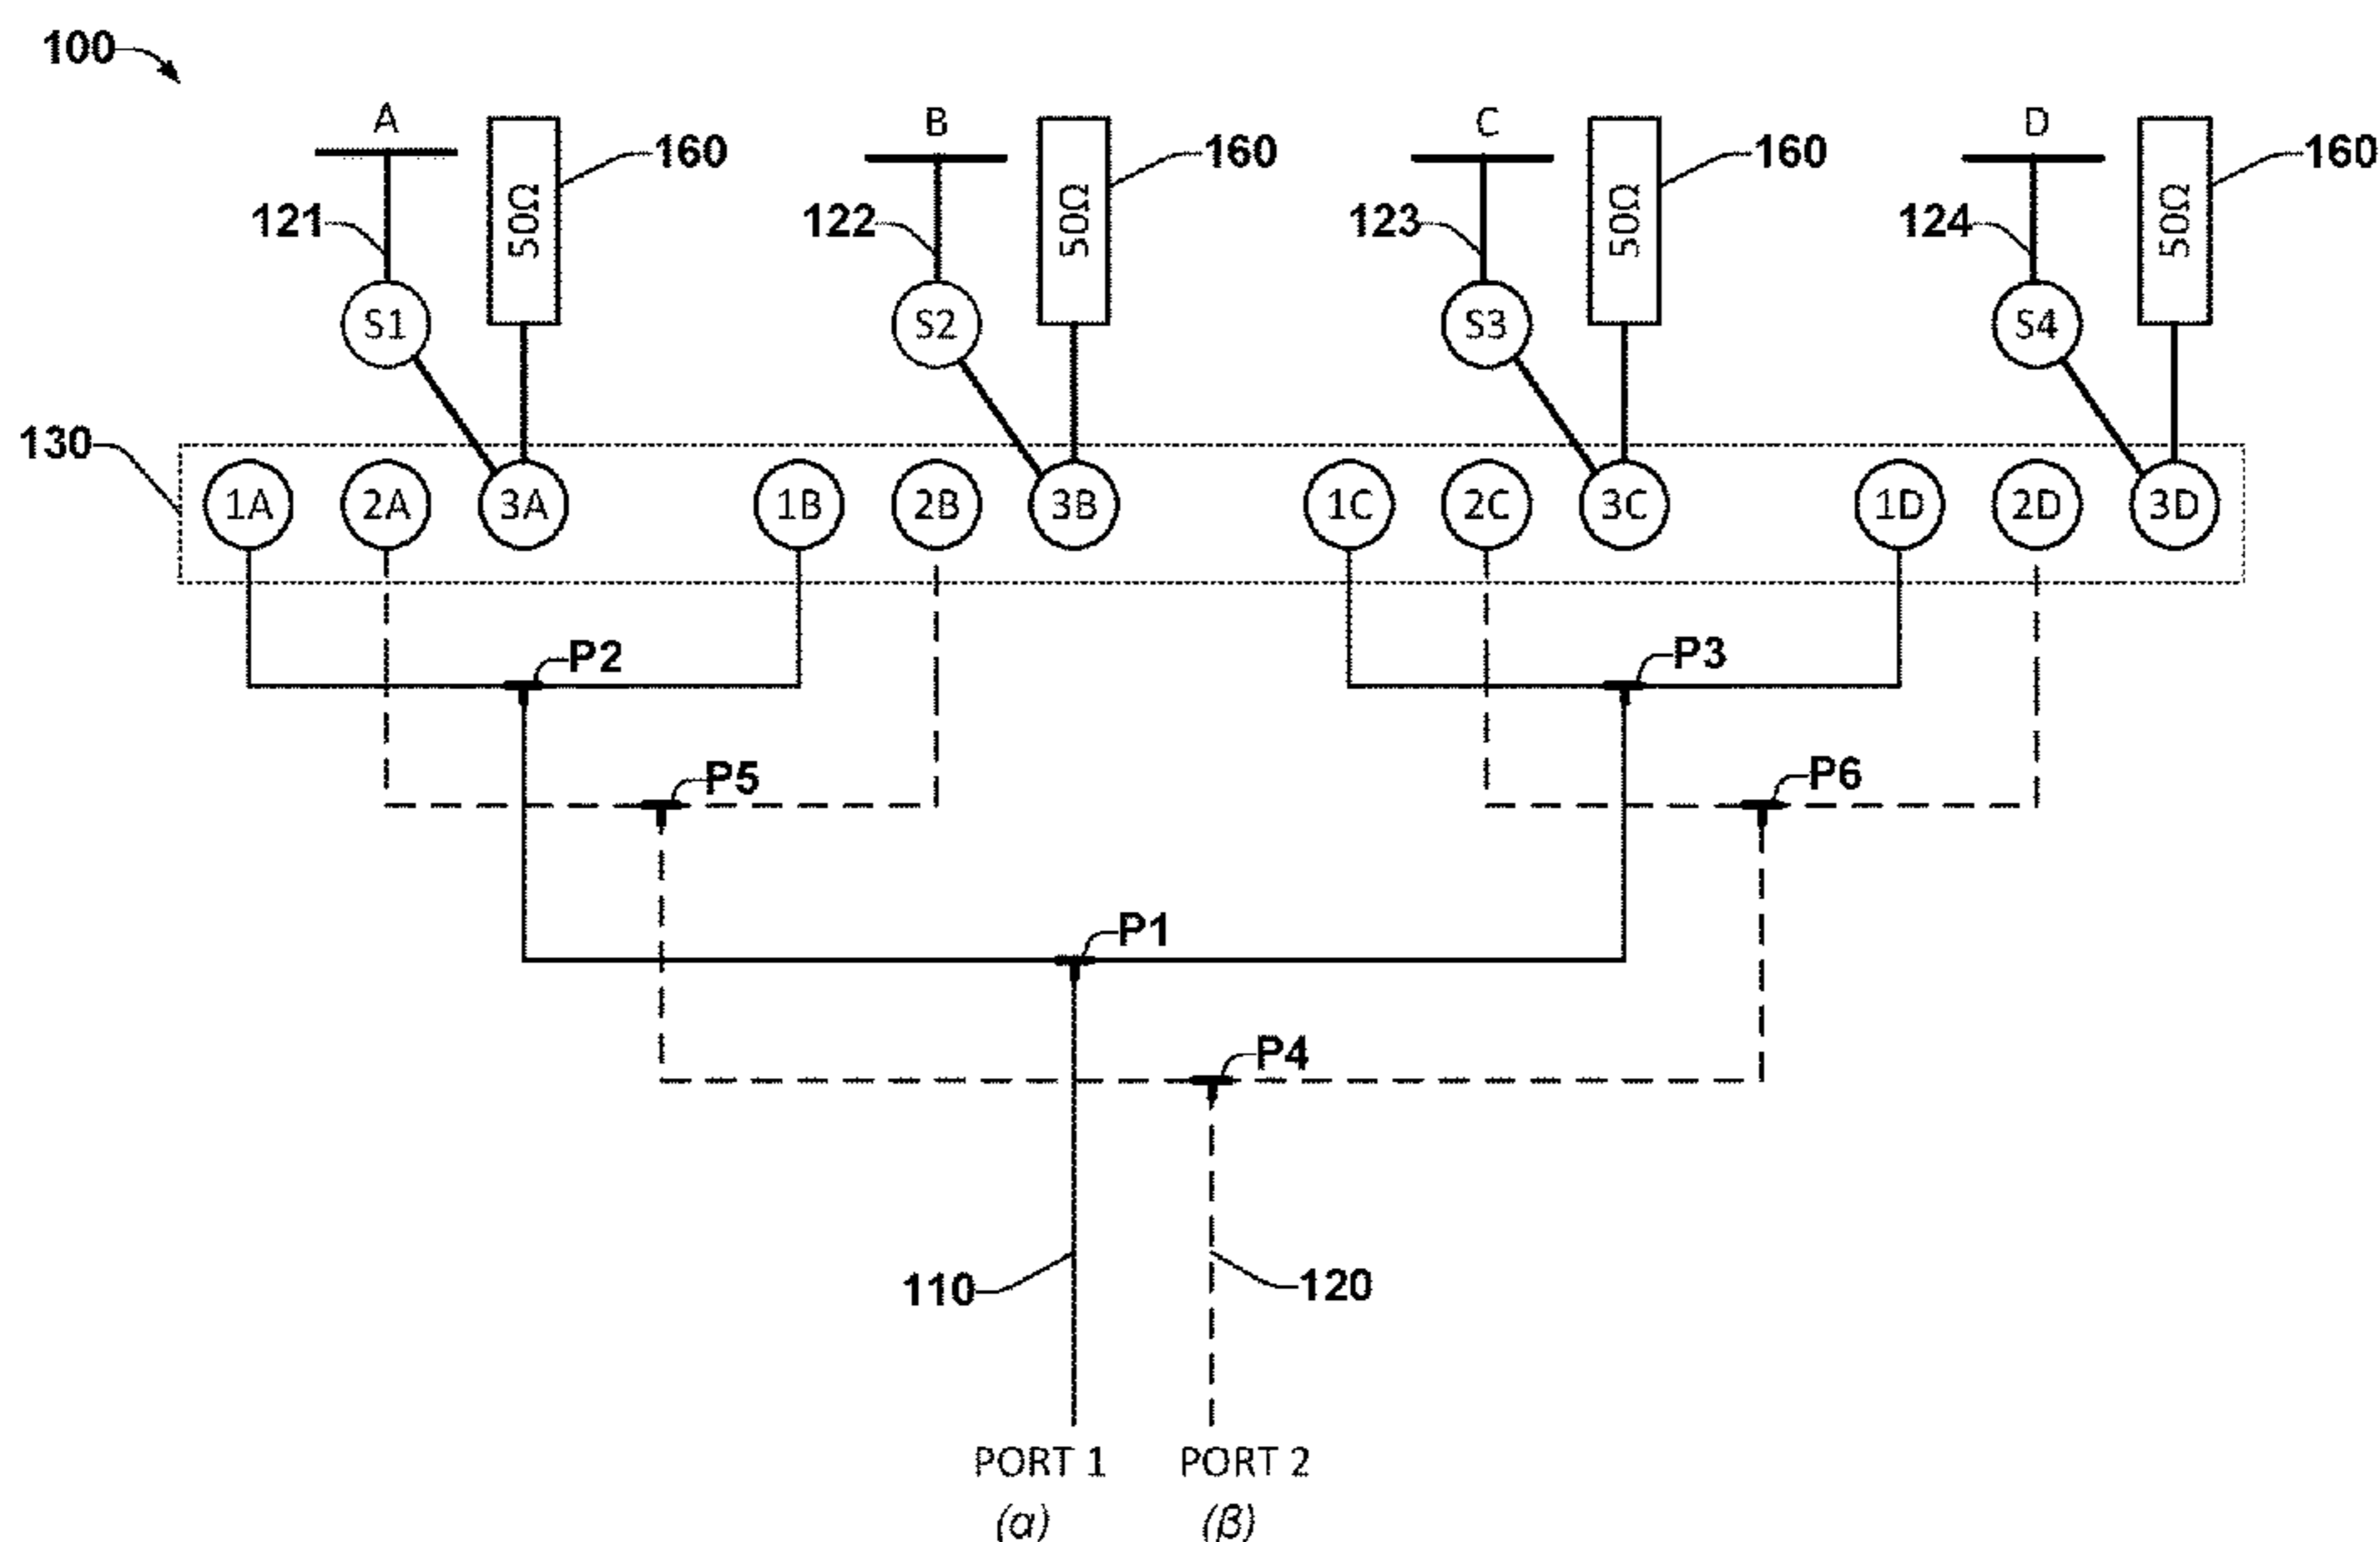 100
A
B
C
D
160
160
160
160
50Ω
50Ω
50Ω
50Ω
121
122
123
124
S1
S2
S3
S4
130
1A
2A
3A
1B
2B
3B
1C
2C
3C
1D
2D
3D
P2
P3
P5
P6
P1
P4
110
120
PORT 1
PORT 2
(α)
(β)